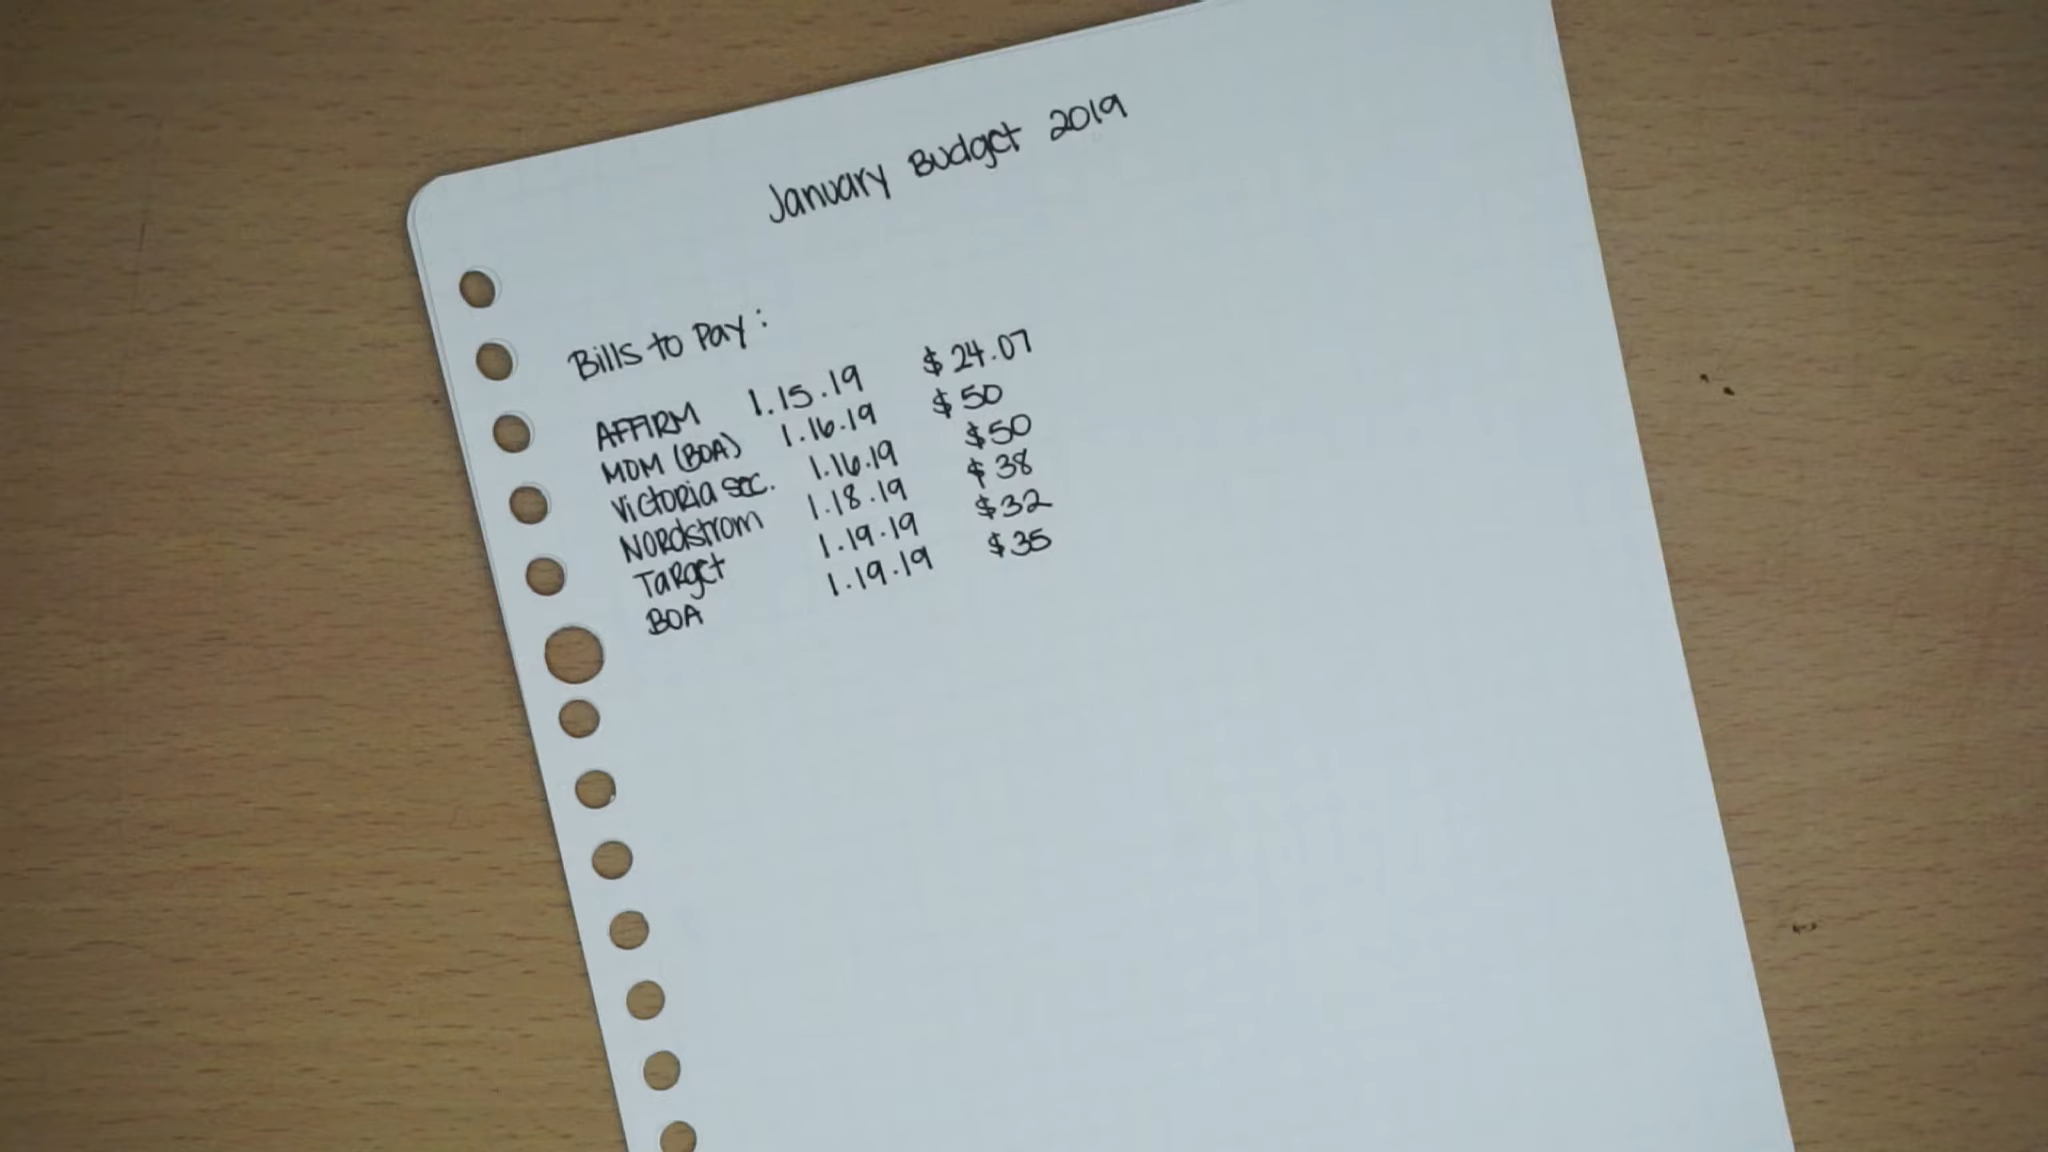 January Budget 2019
Bills to Pay:
AFFIRM 1.15.19 $24.07
MOM (BOA) 1.16.19 $50
Victoria Sec. 1.16.19 $50
Nordstrom 1.18.19 $38
Target 1.19.19 $32
BOA 1.19.19 $35